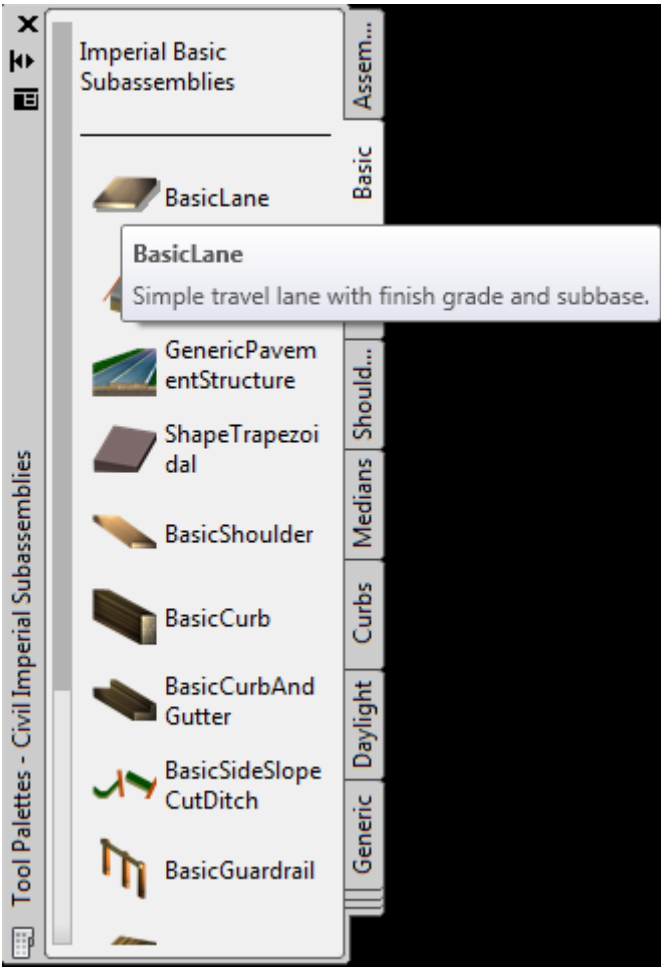 Imperial Basic
Subassemblies
BasicLane
BasicLane
Simple travel lane with finish grade and subbase.
GenericPavem
entStructure
ShapeTrapezoi
dal
BasicShoulder
BasicCurb
BasicCurbAnd
Gutter
BasicSideSlope
CutDitch
BasicGuardrail
Assem...
Basic
Should...
Medians
Curbs
Daylight
Generic
Tool Palettes - Civil Imperial Subassemblies